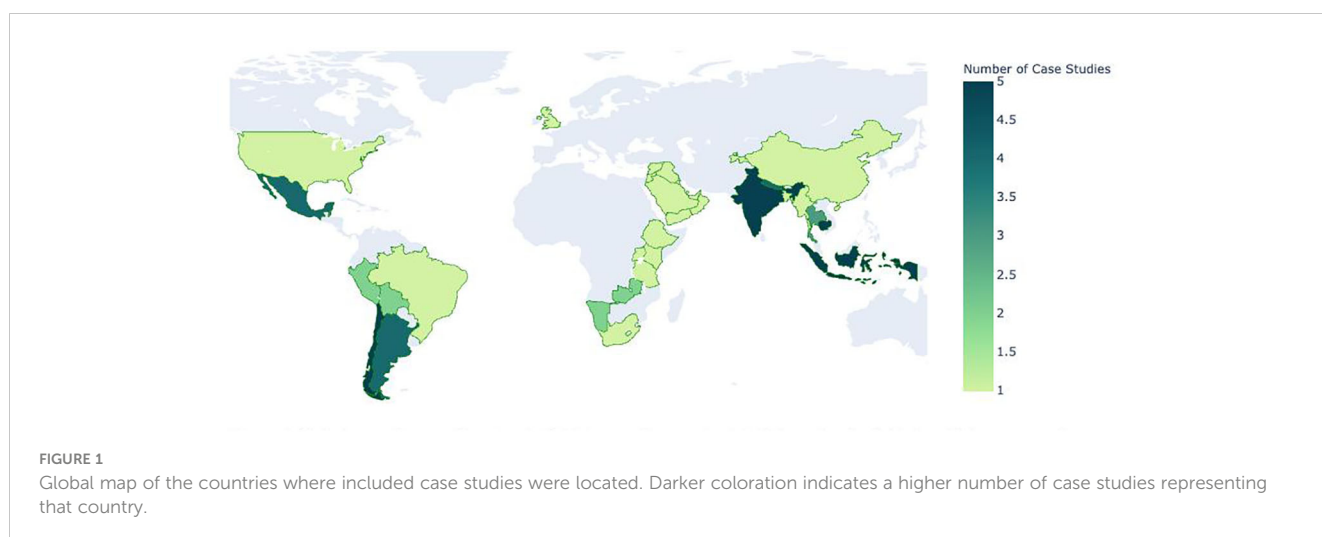 Number of Case Studies
5
4.5
4
3.5
3
2.5
2
1.5
1
FIGURE 1
Global map of the countries where included case studies were located. Darker coloration indicates a higher number of case studies representing
that country.